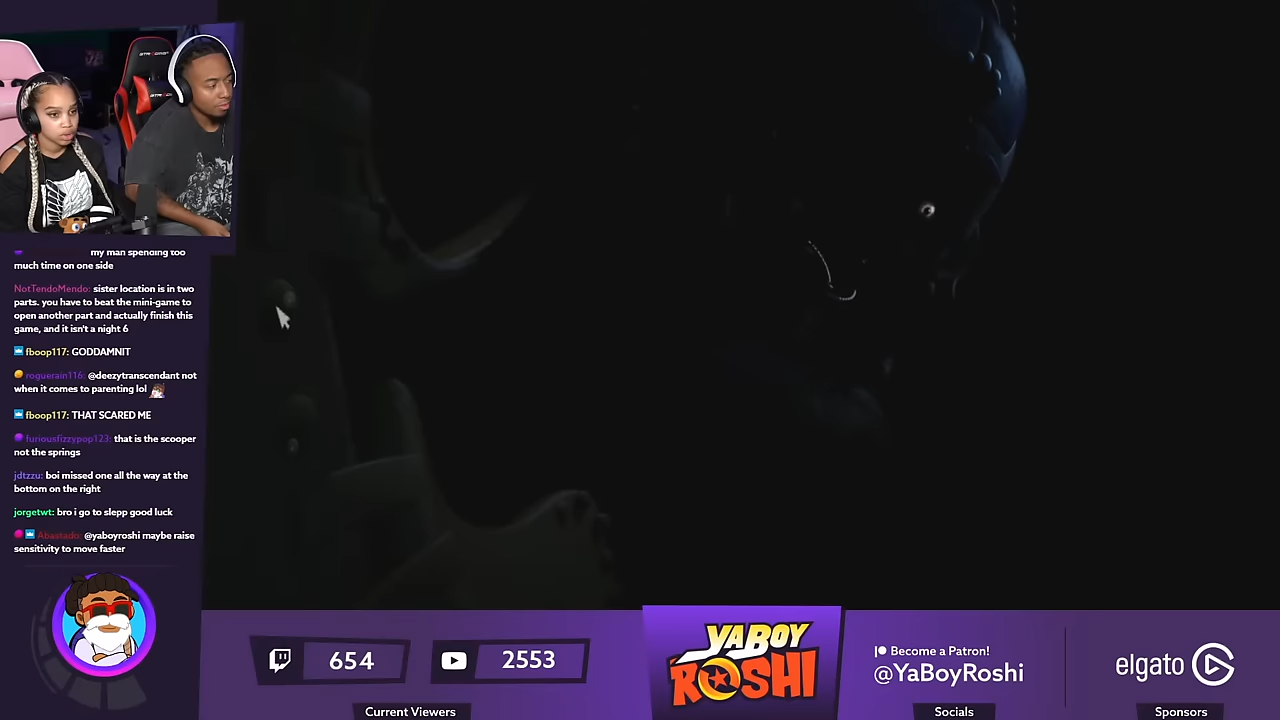 my man spending too
much time on one side
NotTendoMendo: sister location is in two
parts. you have to beat the mini-game to
open another part and actually finish this
game, and it isn't a night 6
fboop117: GODDAMNIT
roguerain116: @deezytranscendant not
when it comes to parenting lol
fboop117: THAT SCARED ME
furiousfizzypop123: that is the scooper
not the springs
jdtzzu: boi missed one all the way at the
bottom on the right
jorgetwt: bro i go to slepp good luck
Abastado: @yaboyroshi maybe raise
sensitivity to move faster
654
2553
Current Viewers
YABOY
ROSHI
Become a Patron!
@YaBoyRoshi
Socials
elgato
Sponsors